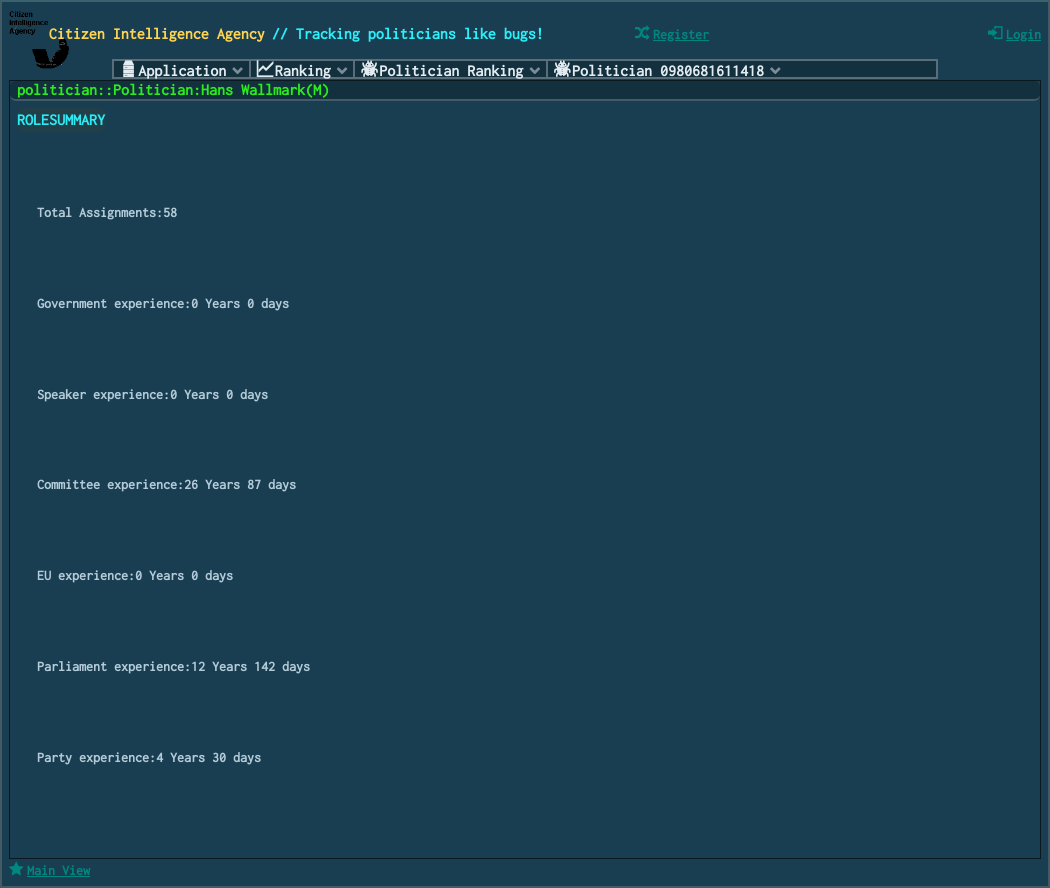 Citizen
Intelligence
Agency
Citizen Intelligence Agency // Tracking politicians like bugs!
Register
Login
Application
Ranking
Politician Ranking
Politician 0980681611418
politician::Politician:Hans Wallmark(M)
ROLESUMMARY
Total Assignments:58
Government experience:0 Years 0 days
Speaker experience:0 Years 0 days
Committee experience:26 Years 87 days
EU experience:0 Years 0 days
Parliament experience:12 Years 142 days
Party experience:4 Years 30 days
Main View